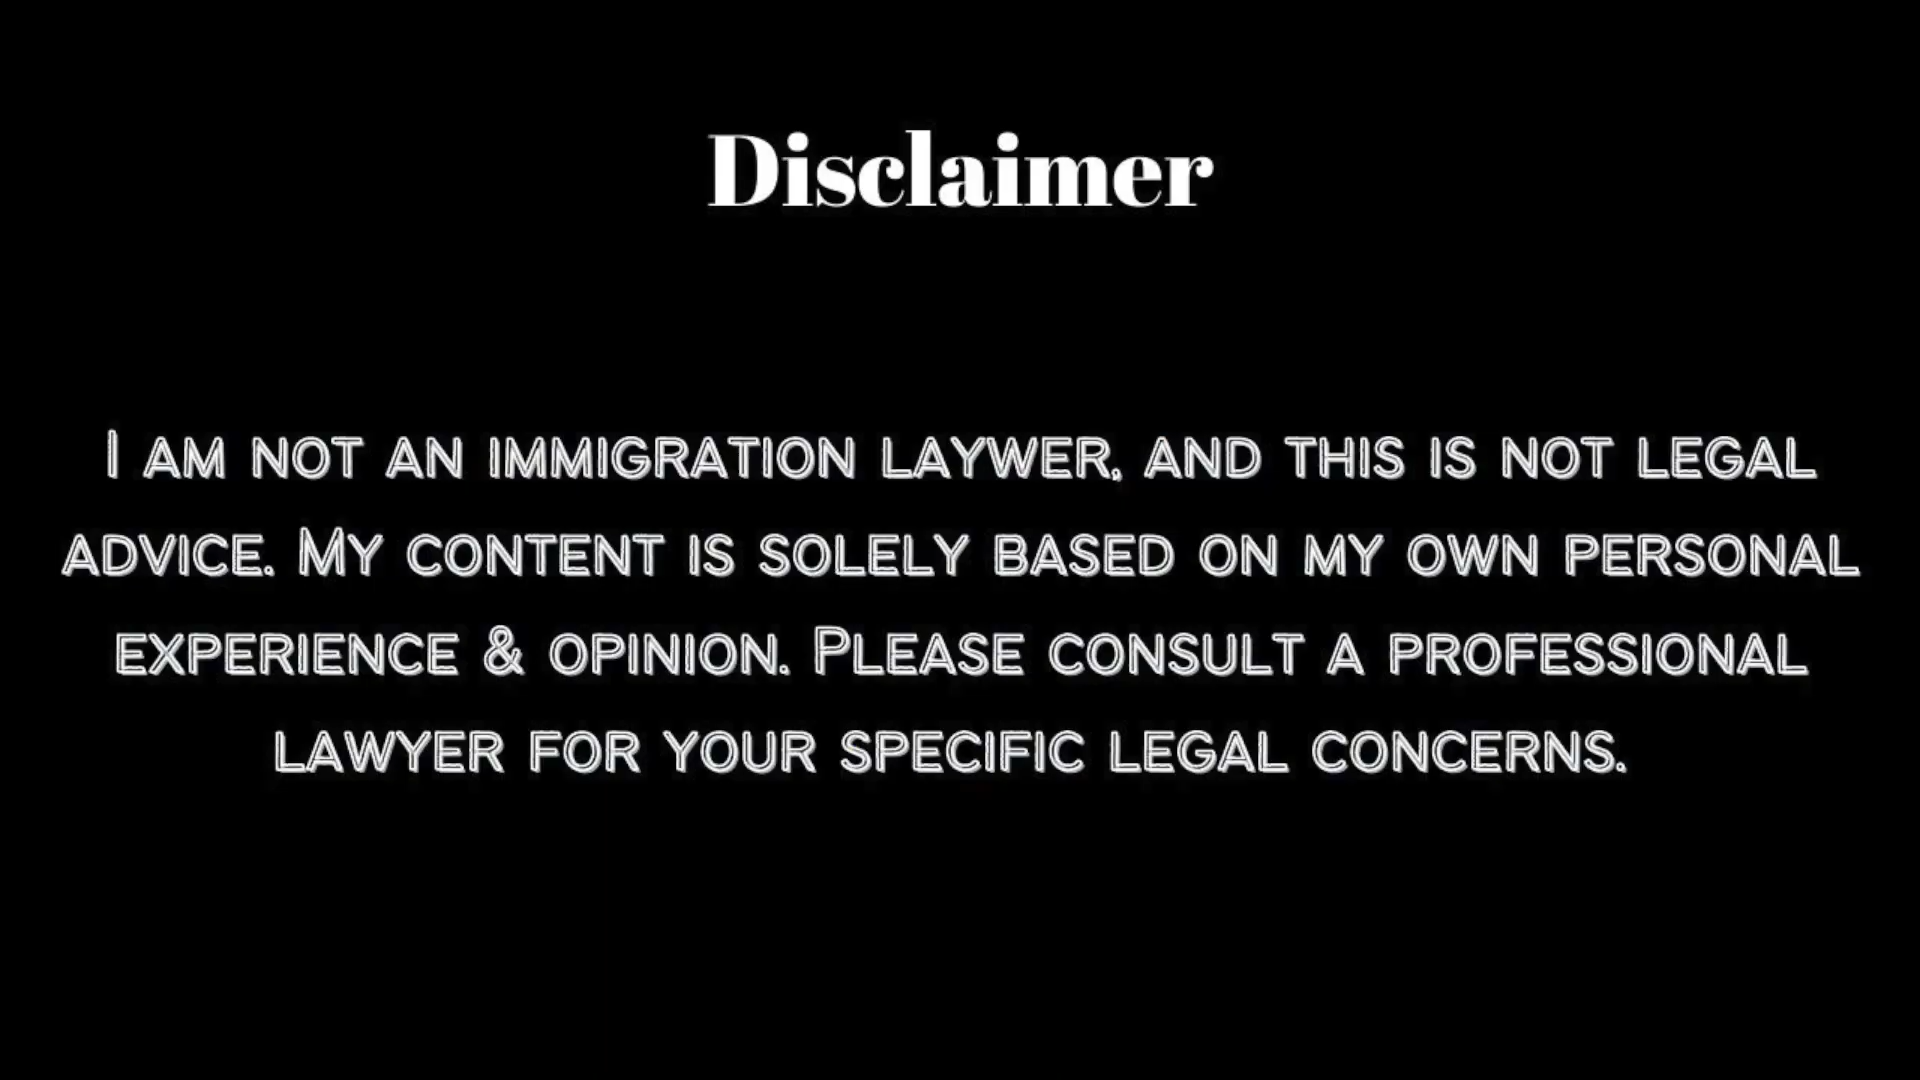 Disclaimer
I AM NOT AN IMMIGRATION LAYWER, AND THIS IS NOT LEGAL
ADVICE. MY CONTENT IS SOLELY BASED ON MY OWN PERSONAL
EXPERIENCE & OPINION. PLEASE CONSULT A PROFESSIONAL
LAWYER FOR YOUR SPECIFIC LEGAL CONCERNS.